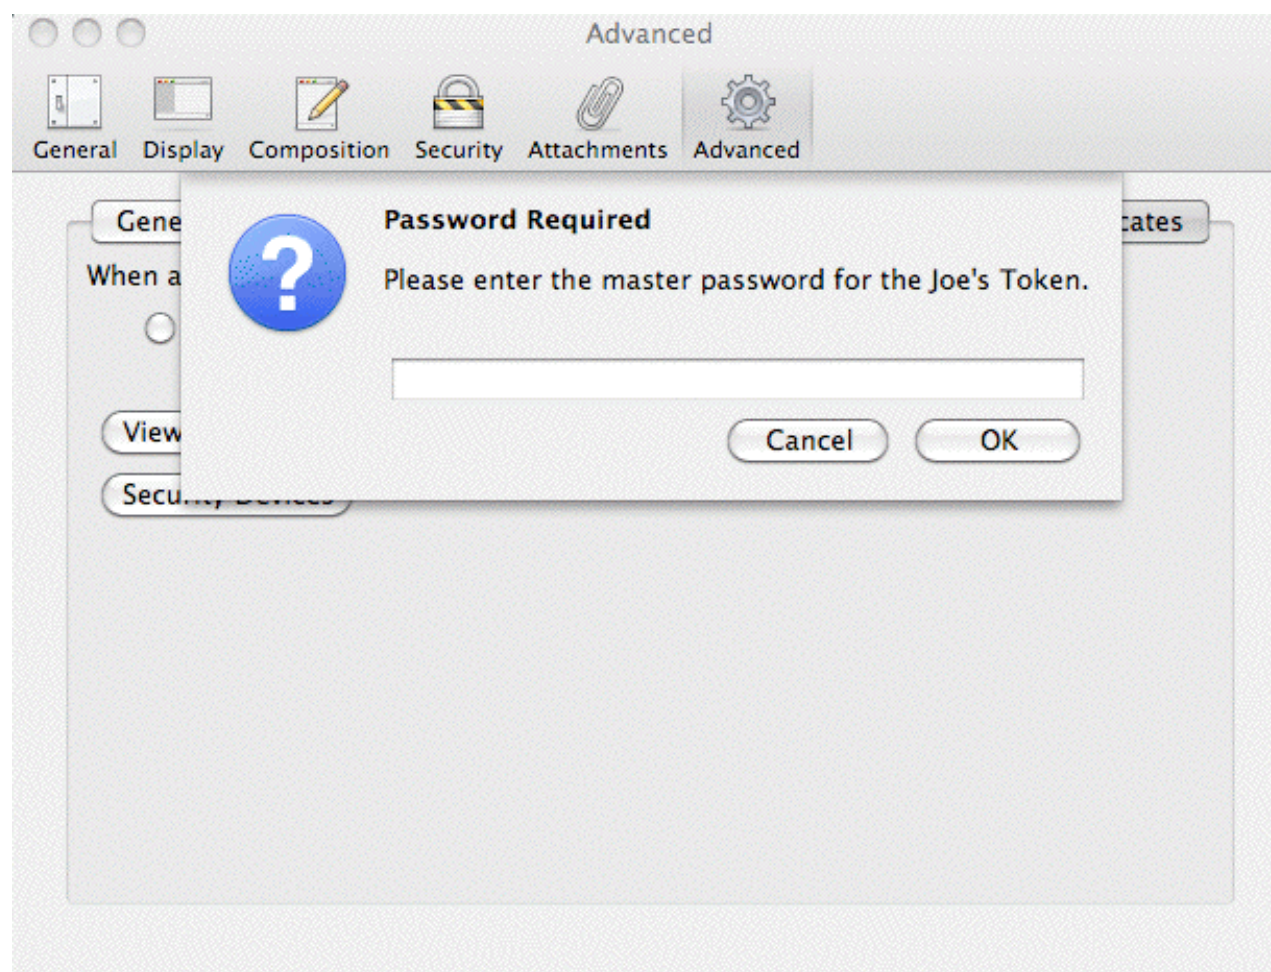 Advanced
General Display Composition Security Attachments Advanced
Password Required
Gene cates
Please enter the master password for the Joe's Token.
When a
View
Cancel OK
Secu